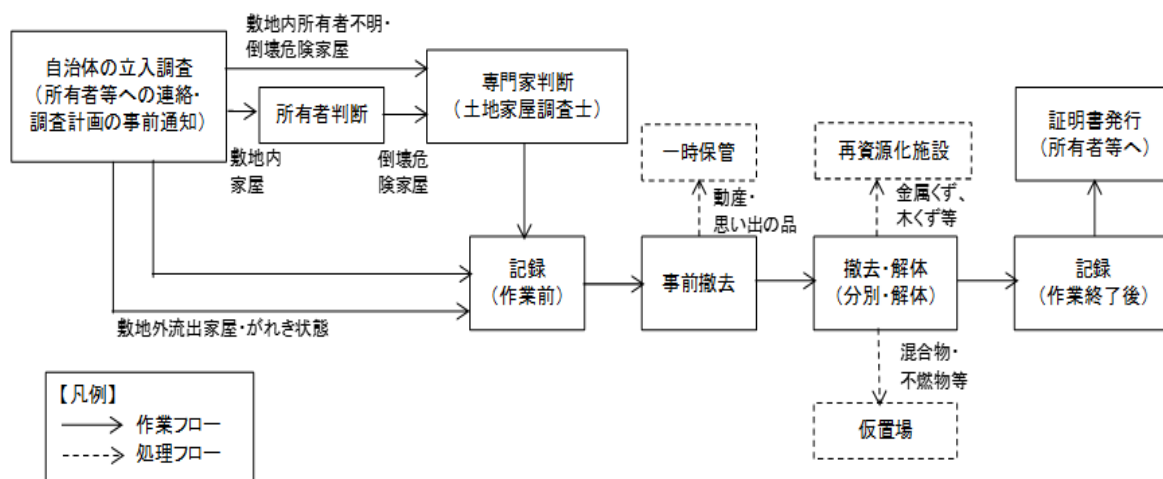 敷地内所有者不明・
倒壊危険家屋
自治体の立入調査
（所有者等への連絡・
調査計画の事前通知）
所有者判断
専門家判断
（土地家屋調査士）
敷地内
家屋
倒壊危
険家屋
一時保管
再資源化施設
証明書発行
（所有者等へ）
動産・
思い出の品
金属くず、
木くず等
記録
（作業前）
事前撤去
撤去・解体
（分別・解体）
記録
（作業終了後）
敷地外流出家屋・がれき状態
混合物・
不燃物等
仮置場
【凡例】
作業フロー
処理フロー